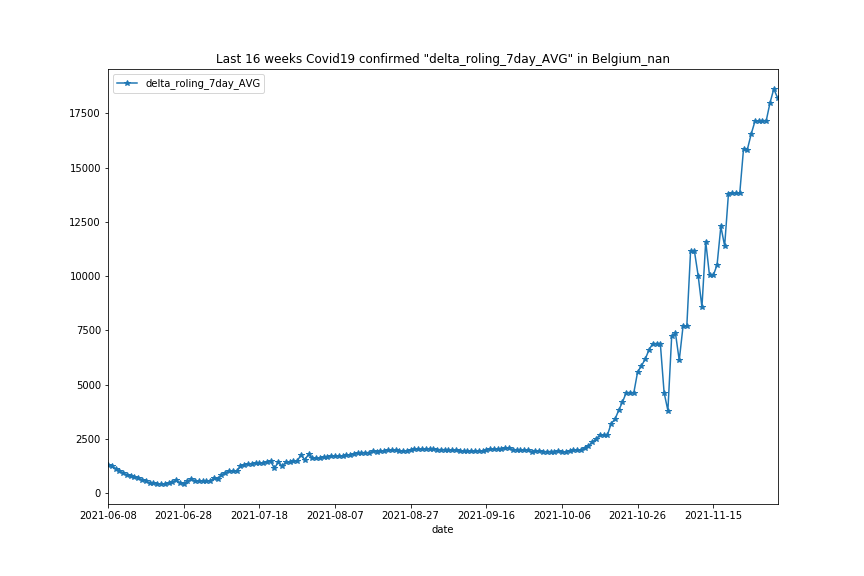 Last 16 weeks Covid19 confirmed "delta_roling_7day_AVG" in Belgium_nan
delta_roling_7day_AVG
17500
15000
12500
10000
7500
5000
2500
0
2021-06-08 2021-06-28 2021-07-18 2021-08-07 2021-08-27 2021-09-16 2021-10-06 2021-10-26 2021-11-15
date